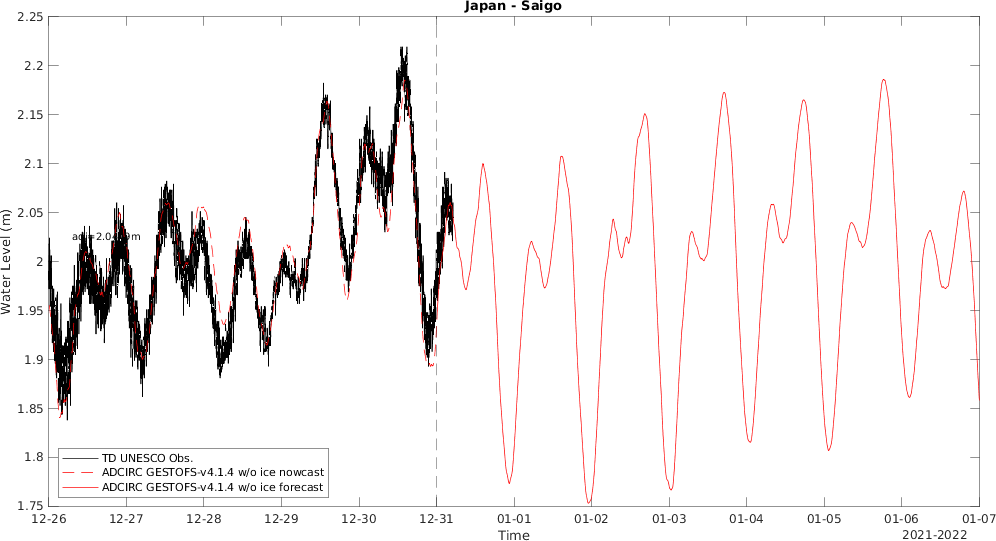 Japan - Saigo
Water Level (m)
2.25
2.2
2.15
2.1
2.05
2
1.95
1.9
1.85
1.8
1.75
TD UNESCO Obs.
ADCIRC GESTOFS-v4.1.4 w/o ice nowcast
ADCIRC GESTOFS-v4.1.4 w/o ice forecast
12-26 12-27 12-28 12-29 12-30 12-31 01-01 01-02 01-03 01-04 01-05 01-06 01-07
Time
2021-2022